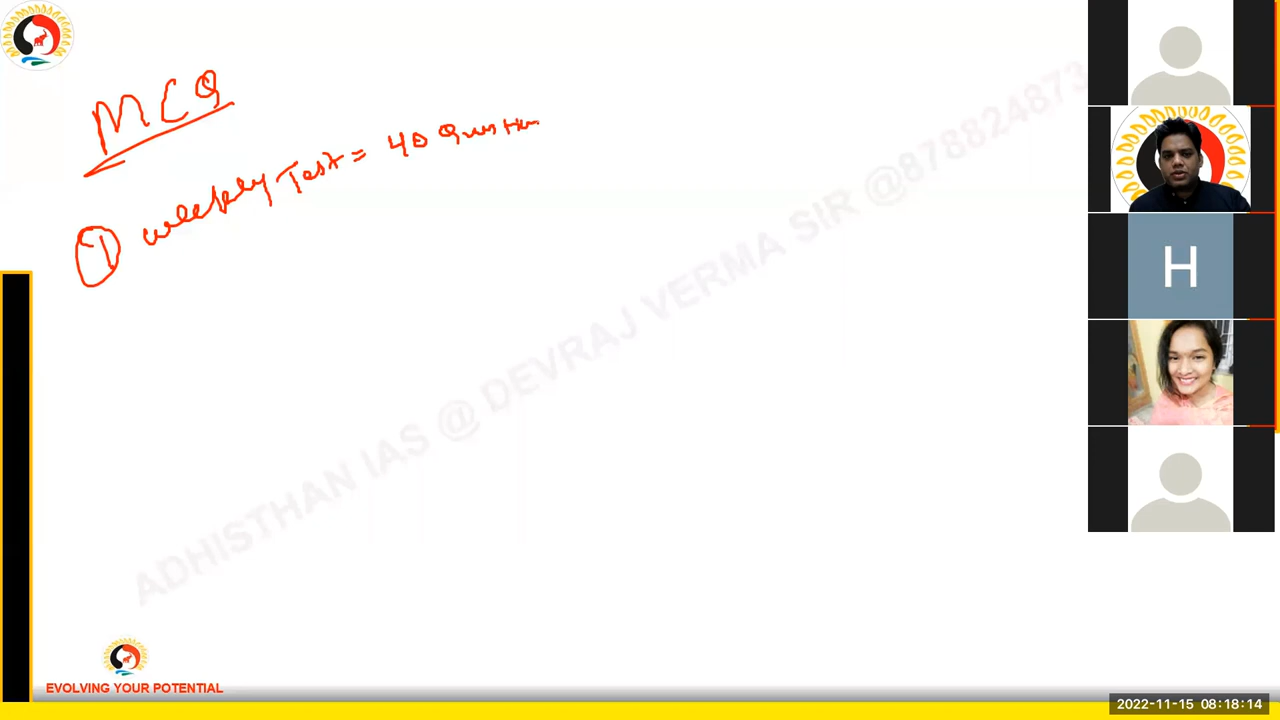 MCQ
① weekly Test = 40 Question
ADHISTHAN IAS @ DEVRAJ VERMA SIR @878824873
H
EVOLVING YOUR POTENTIAL
2022-11-15 08:18:14